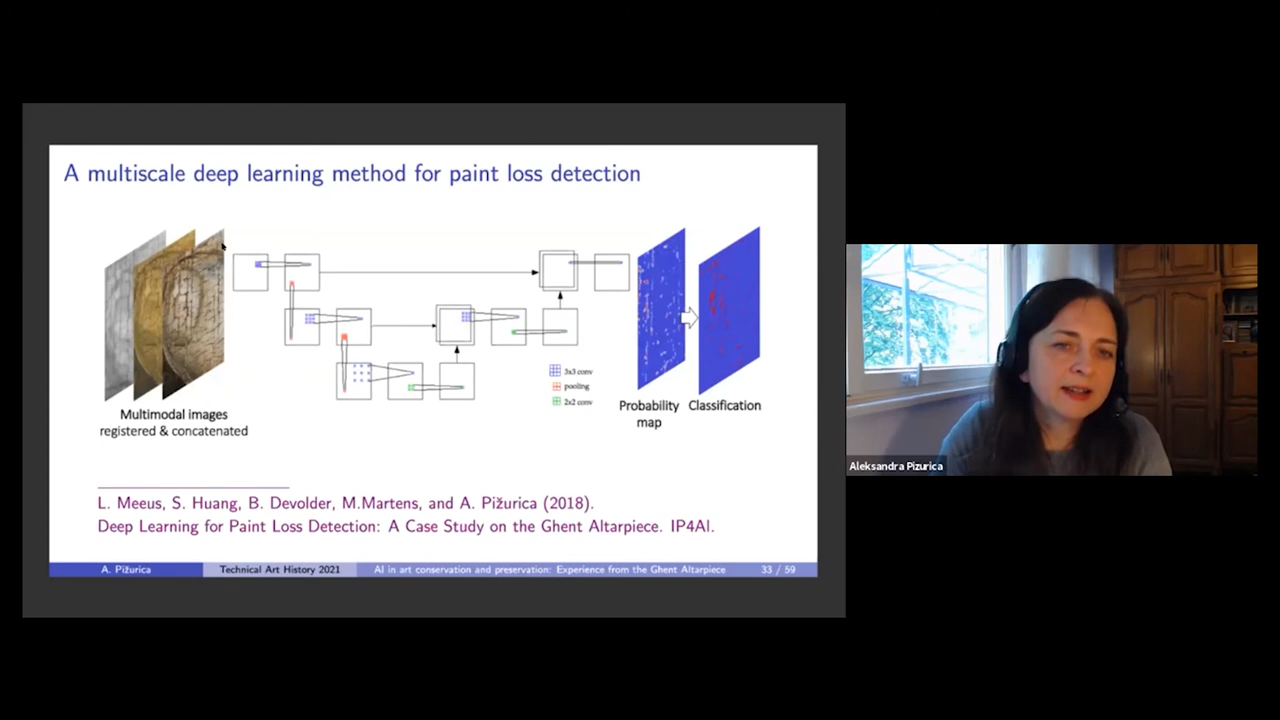 A multiscale deep learning method for paint loss detection
3x3 conv
pooling
2x2 conv
Multimodal images
registered & concatenated
Probability
map
Classification
L. Meeus, S. Huang, B. Devolder, M.Martens, and A. Pižurica (2018).
Deep Learning for Paint Loss Detection: A Case Study on the Ghent Altarpiece. IP4AI.
A. Pižurica
Technical Art History 2021
AI in art conservation and preservation: Experience from the Ghent Altarpiece
33 / 59
Aleksandra Pizurica